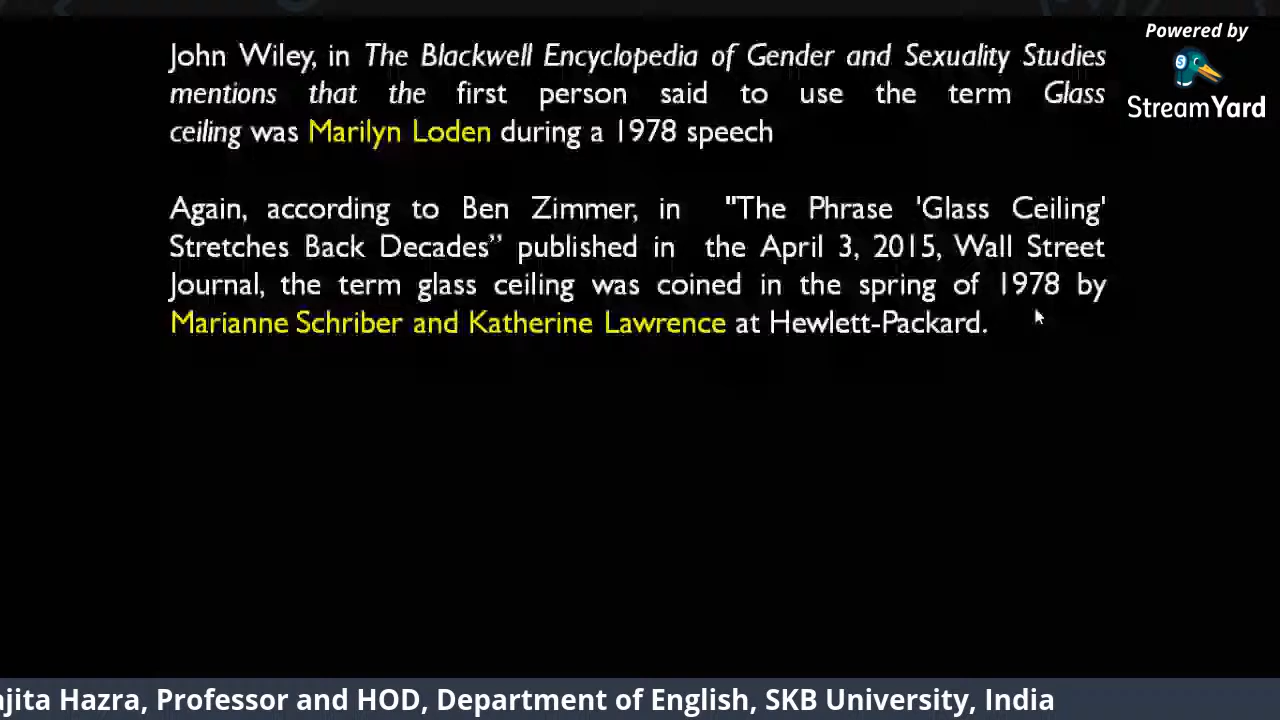 Powered by
StreamYard
John Wiley, in The Blackwell Encyclopedia of Gender and Sexuality Studies
mentions that the first person said to use the term Glass
ceiling was Marilyn Loden during a 1978 speech
Again, according to Ben Zimmer, in "The Phrase 'Glass Ceiling'
Stretches Back Decades” published in the April 3, 2015, Wall Street
Journal, the term glass ceiling was coined in the spring of 1978 by
Marianne Schriber and Katherine Lawrence at Hewlett-Packard.
Hazra, Professor and HOD, Department of English, SKB University, India